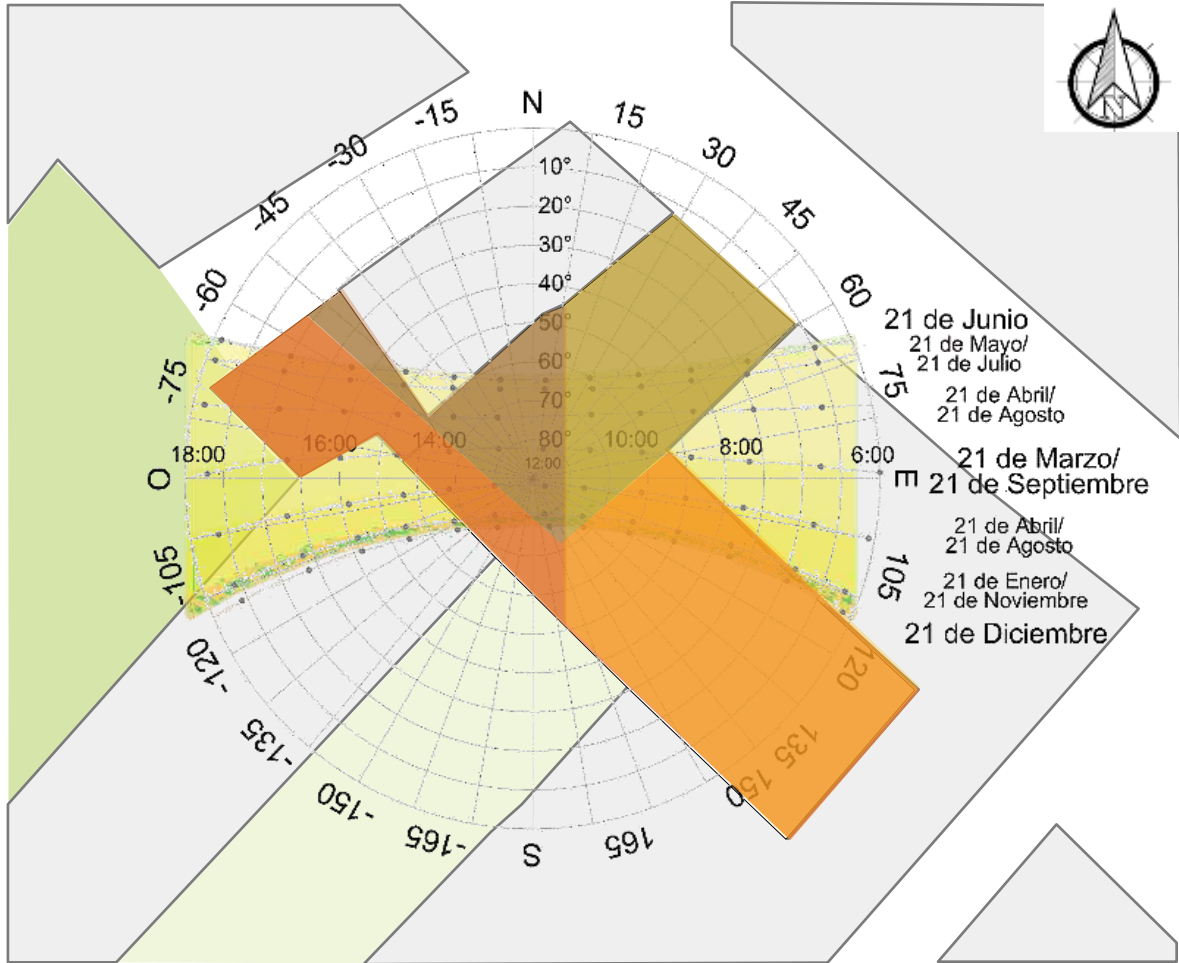 N
N
-15
15
-30
30
-45
45
-60
60
-75
75
10°
20°
30°
40°
50°
60°
70°
80°
21 de Junio
21 de Mayo/
21 de Julio
21 de Abril/
21 de Agosto
18:00
16:00
14:00
12:00
10:00
8:00
6:00
O
E
21 de Marzo/
21 de Septiembre
21 de Abril/
21 de Agosto
21 de Enero/
21 de Noviembre
21 de Diciembre
-105
105
-120
120
-135
135
-150
150
-165
165
S